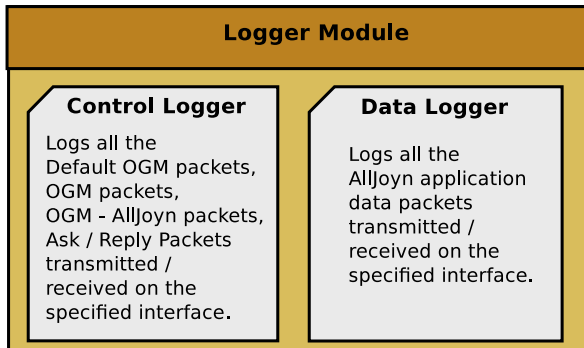 Logger Module
Control Logger
Logs all the
Default OGM packets,
OGM packets,
OGM - AllJoyn packets,
Ask / Reply Packets
transmitted /
received on the
specified interface.
Data Logger
Logs all the
AllJoyn application
data packets
transmitted /
received on the
specified interface.